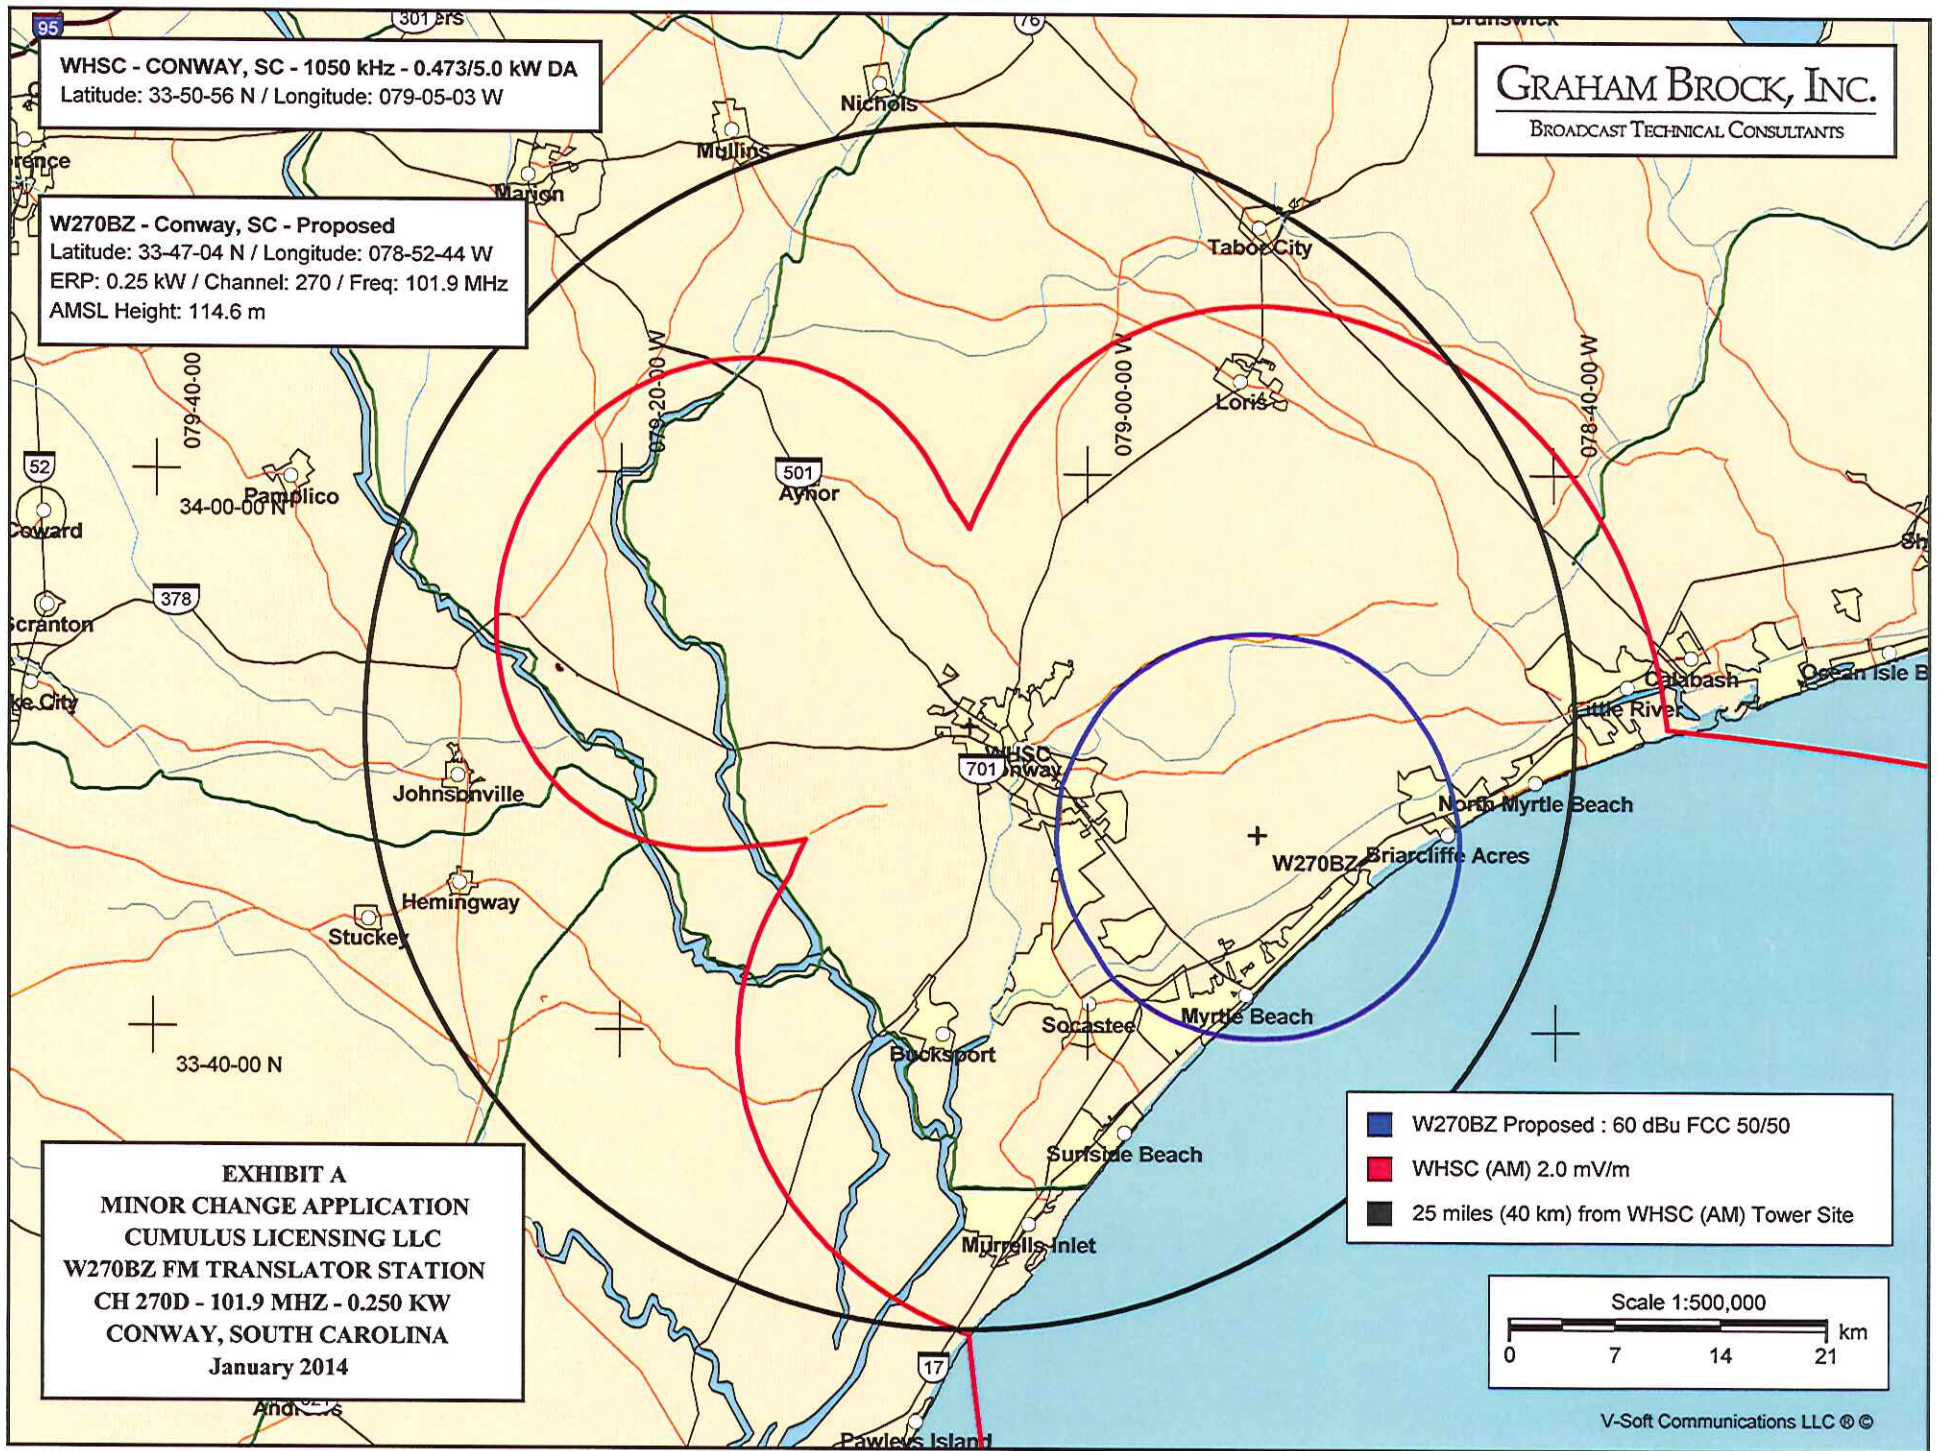 95
301
76
WHSC - CONWAY, SC - 1050 kHz - 0.473/5.0 kW DA
Latitude: 33-50-56 N / Longitude: 079-05-03 W
GRAHAM BROCK, INC.
BROADCAST TECHNICAL CONSULTANTS
Nichols
Mullins
Marion
W270BZ - Conway, SC - Proposed
Latitude: 33-47-04 N / Longitude: 078-52-44 W
ERP: 0.25 kW / Channel: 270 / Freq: 101.9 MHz
AMSL Height: 114.6 m
Tabor City
079-40-00
079-20-00 W
079-00-00 W
078-40-00 W
Loris
52
501
Aynor
Pamplico
34-00-00 N
Coward
378
Scranton
ke City
Calabash
Ocean Isle B
Little River
WHSC
701
onway
Johnsonville
North Myrtle Beach
W270BZ
Briarcliffe Acres
Hemingway
Stuckey
Socastee
Myrtle Beach
Bucksport
33-40-00 N
W270BZ Proposed : 60 dBu FCC 50/50
WHSC (AM) 2.0 mV/m
25 miles (40 km) from WHSC (AM) Tower Site
Surfside Beach
Murrells Inlet
EXHIBIT A
MINOR CHANGE APPLICATION
CUMULUS LICENSING LLC
W270BZ FM TRANSLATOR STATION
CH 270D - 101.9 MHZ - 0.250 KW
CONWAY, SOUTH CAROLINA
January 2014
Scale 1:500,000
km
0 7 14 21
17
Pawleys Island
V-Soft Communications LLC ® ©